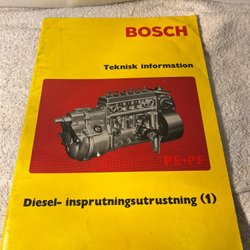 BOSCH
Teknisk information
PE-PF
Diesel- insprutningsutrustning (1)